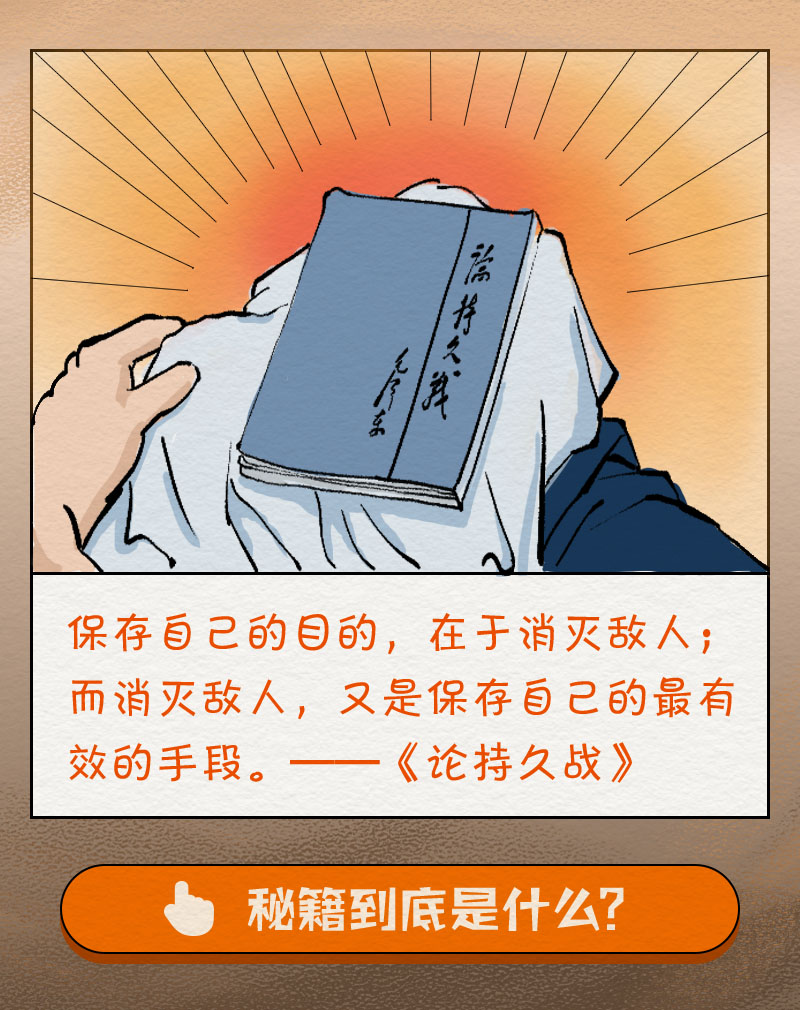 論持久戰
毛澤东
保存自己的目的，在于消灭敌人；
而消灭敌人，又是保存自己的最有
效的手段。——《论持久战》
秘籍到底是什么？